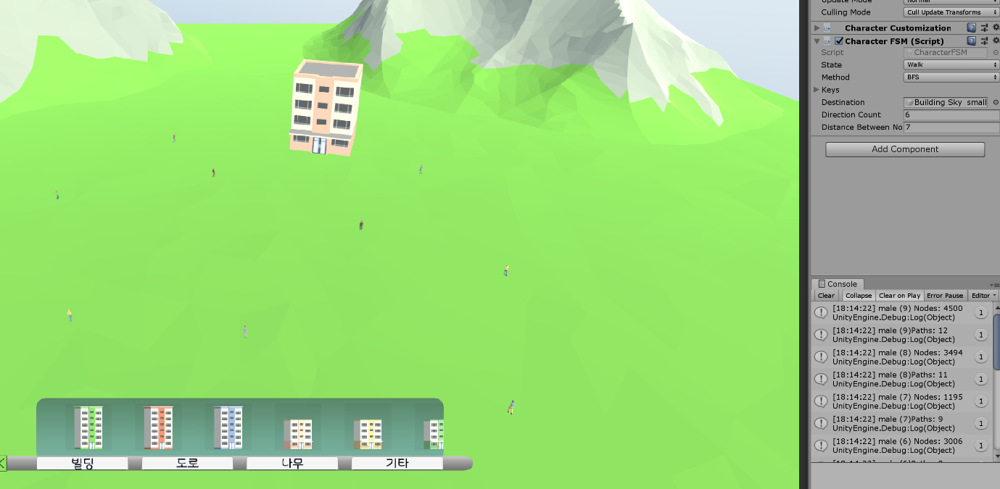 Update Mode
Normal
Culling Mode
Cull Update Transforms
Character Customization
Character FSM (Script)
Script
CharacterFSM
State
Walk
Method
BFS
Keys
Destination
Building Sky small
Direction Count
6
Distance Between No
7
Add Component
Console
Clear
Collapse
Clear on Play
Error Pause
Editor
[18:14:22] male (9) Nodes: 4500
UnityEngine.Debug:Log(Object)
1
[18:14:22] male (9)Paths: 12
UnityEngine.Debug:Log(Object)
1
[18:14:22] male (8) Nodes: 3494
UnityEngine.Debug:Log(Object)
1
[18:14:22] male (8)Paths: 11
UnityEngine.Debug:Log(Object)
1
[18:14:22] male (7) Nodes: 1195
UnityEngine.Debug:Log(Object)
1
[18:14:22] male (7)Paths: 9
UnityEngine.Debug:Log(Object)
1
[18:14:22] male (6) Nodes: 3006
UnityEngine.Debug:Log(Object)
1
빌딩
도로
나무
기타